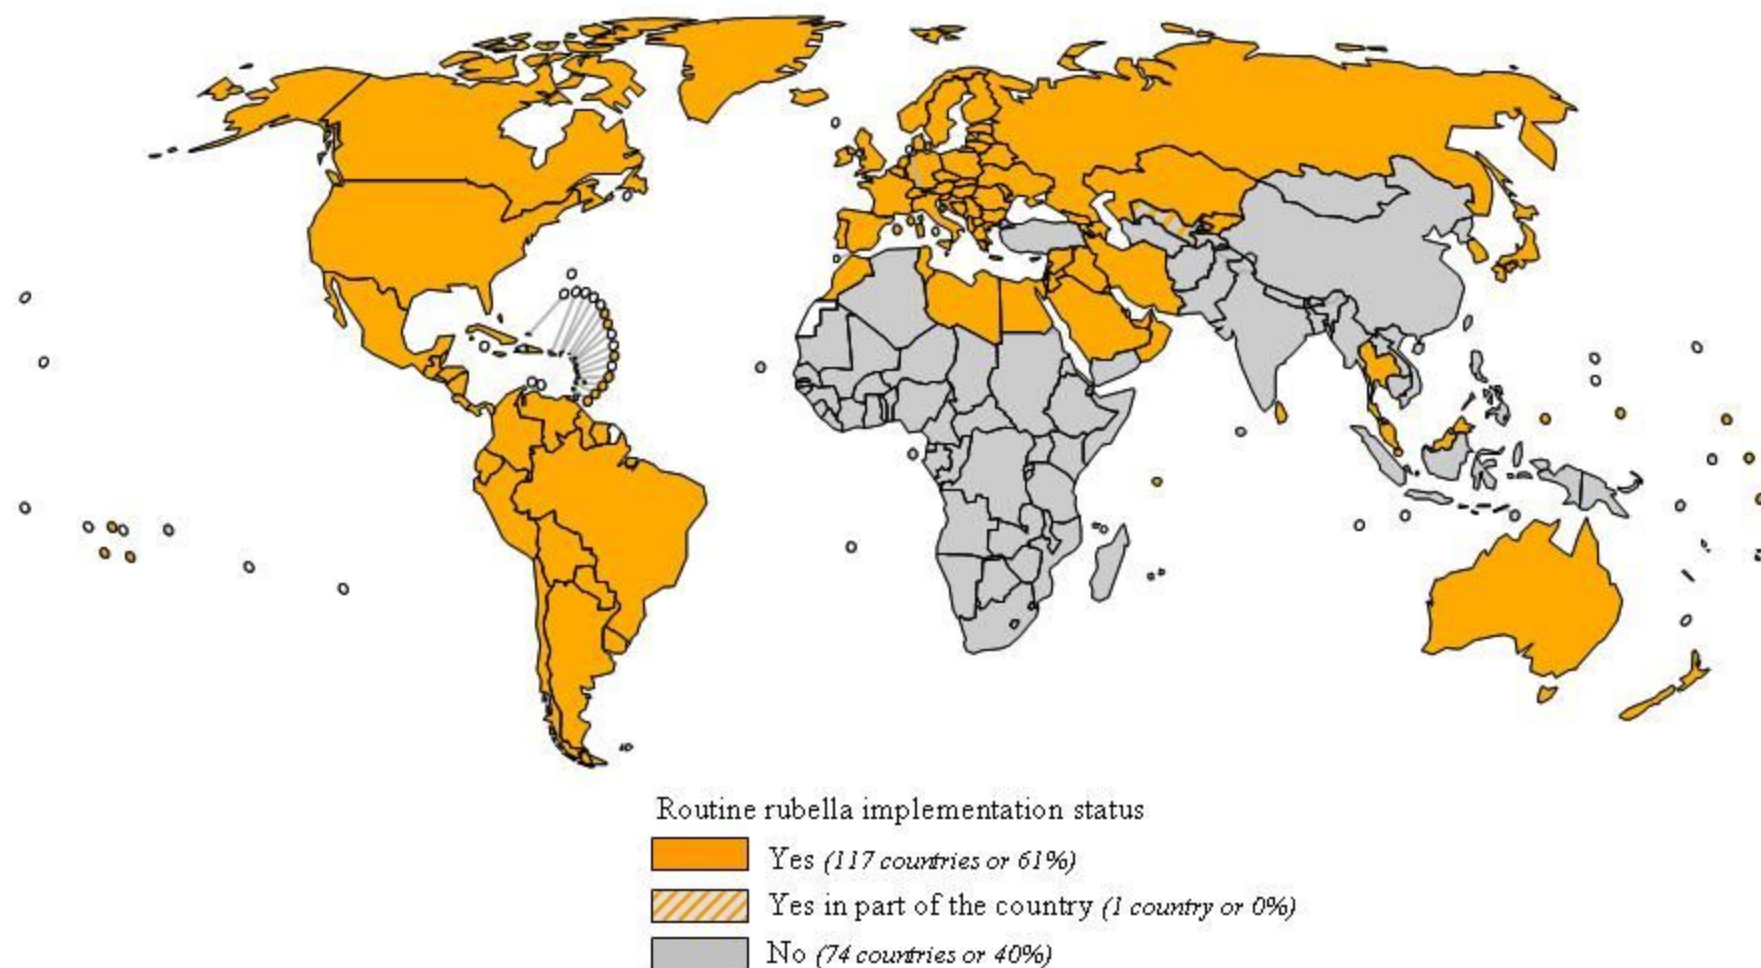 Routine rubella implementation status
Yes (117 countries or 61%)
Yes in part of the country (1 country or 0%)
No (74 countries or 40%)